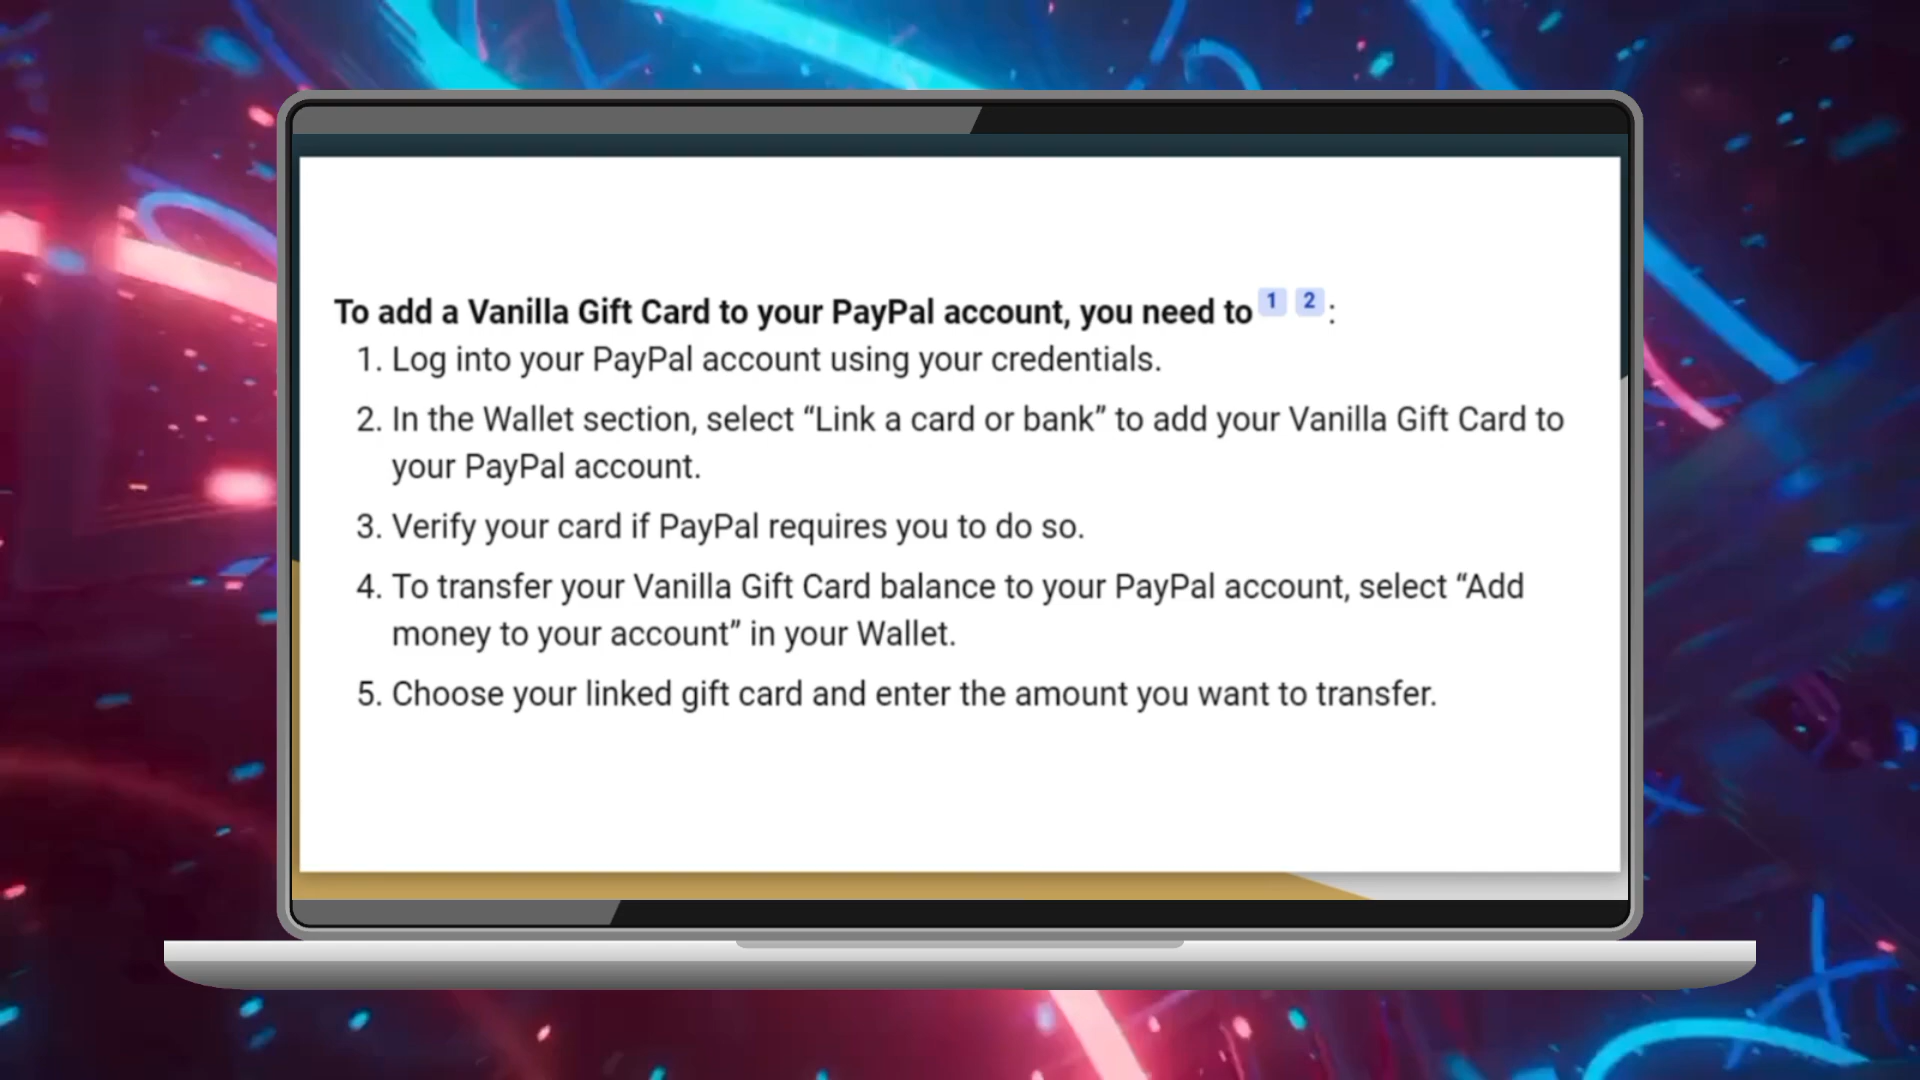 To add a Vanilla Gift Card to your PayPal account, you need to 1 2 :
1. Log into your PayPal account using your credentials.
2. In the Wallet section, select “Link a card or bank” to add your Vanilla Gift Card to
your PayPal account.
3. Verify your card if PayPal requires you to do so.
4. To transfer your Vanilla Gift Card balance to your PayPal account, select “Add
money to your account” in your Wallet.
5. Choose your linked gift card and enter the amount you want to transfer.